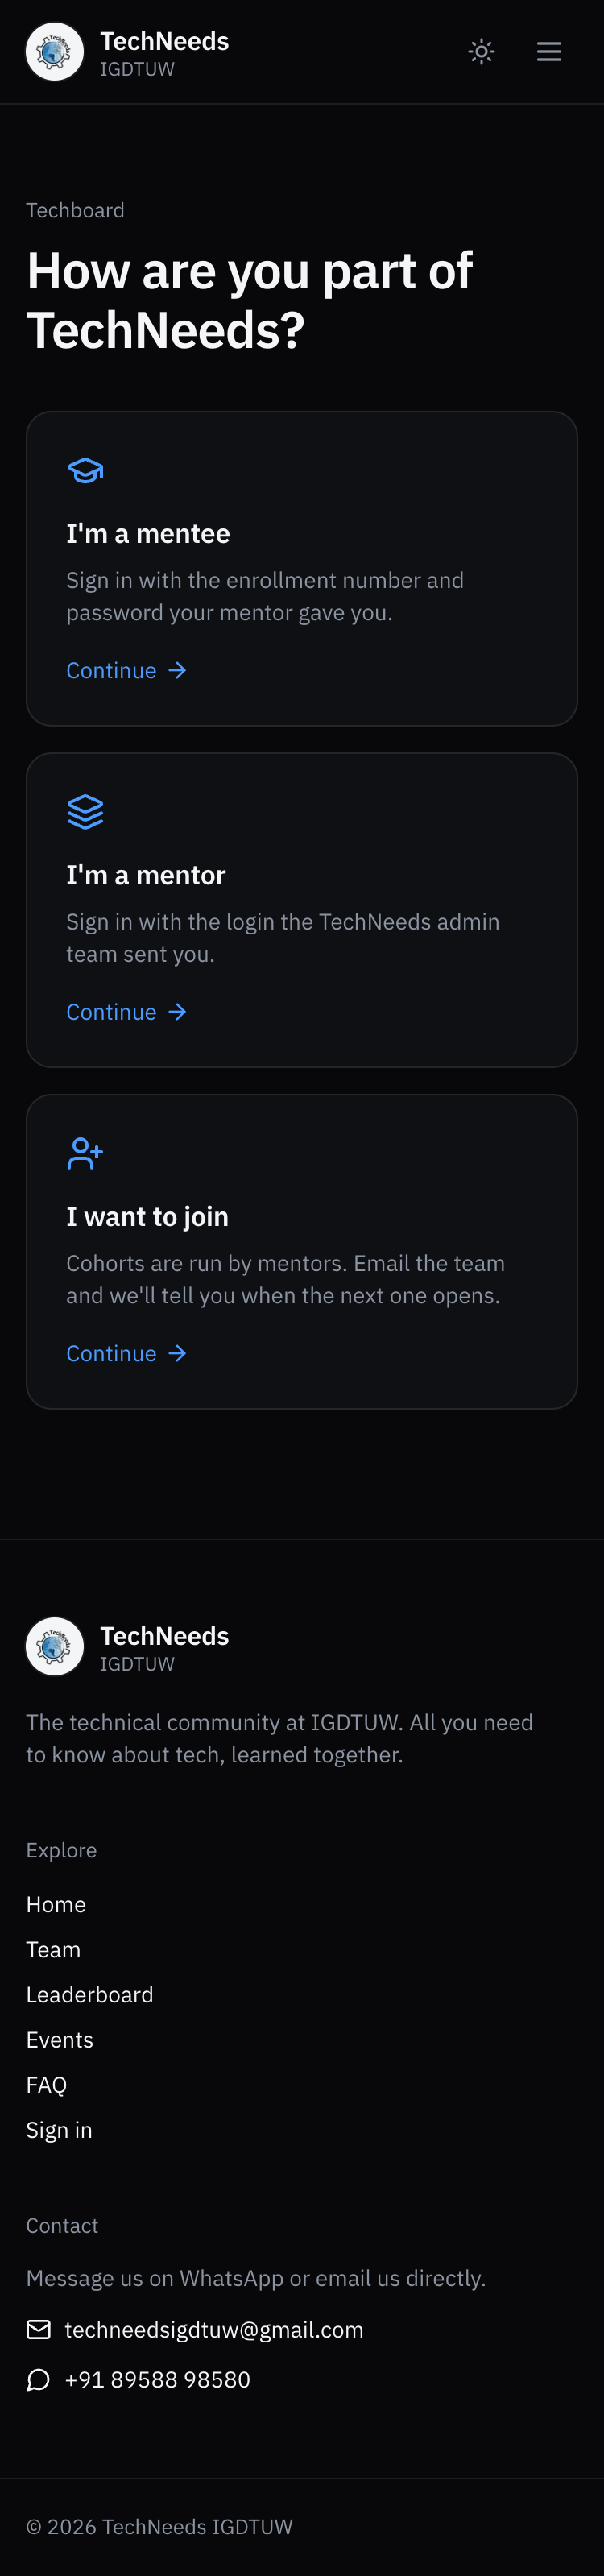 TechNeeds
TechNeeds
IGDTUW
Techboard
How are you part of
TechNeeds?
I'm a mentee
Sign in with the enrollment number and
password your mentor gave you.
Continue
I'm a mentor
Sign in with the login the TechNeeds admin
team sent you.
Continue
I want to join
Cohorts are run by mentors. Email the team
and we'll tell you when the next one opens.
Continue
TechNeeds
TechNeeds
IGDTUW
The technical community at IGDTUW. All you need
to know about tech, learned together.
Explore
Home
Team
Leaderboard
Events
FAQ
Sign in
Contact
Message us on WhatsApp or email us directly.
techneedsigdtuw@gmail.com
+91 89588 98580
© 2026 TechNeeds IGDTUW